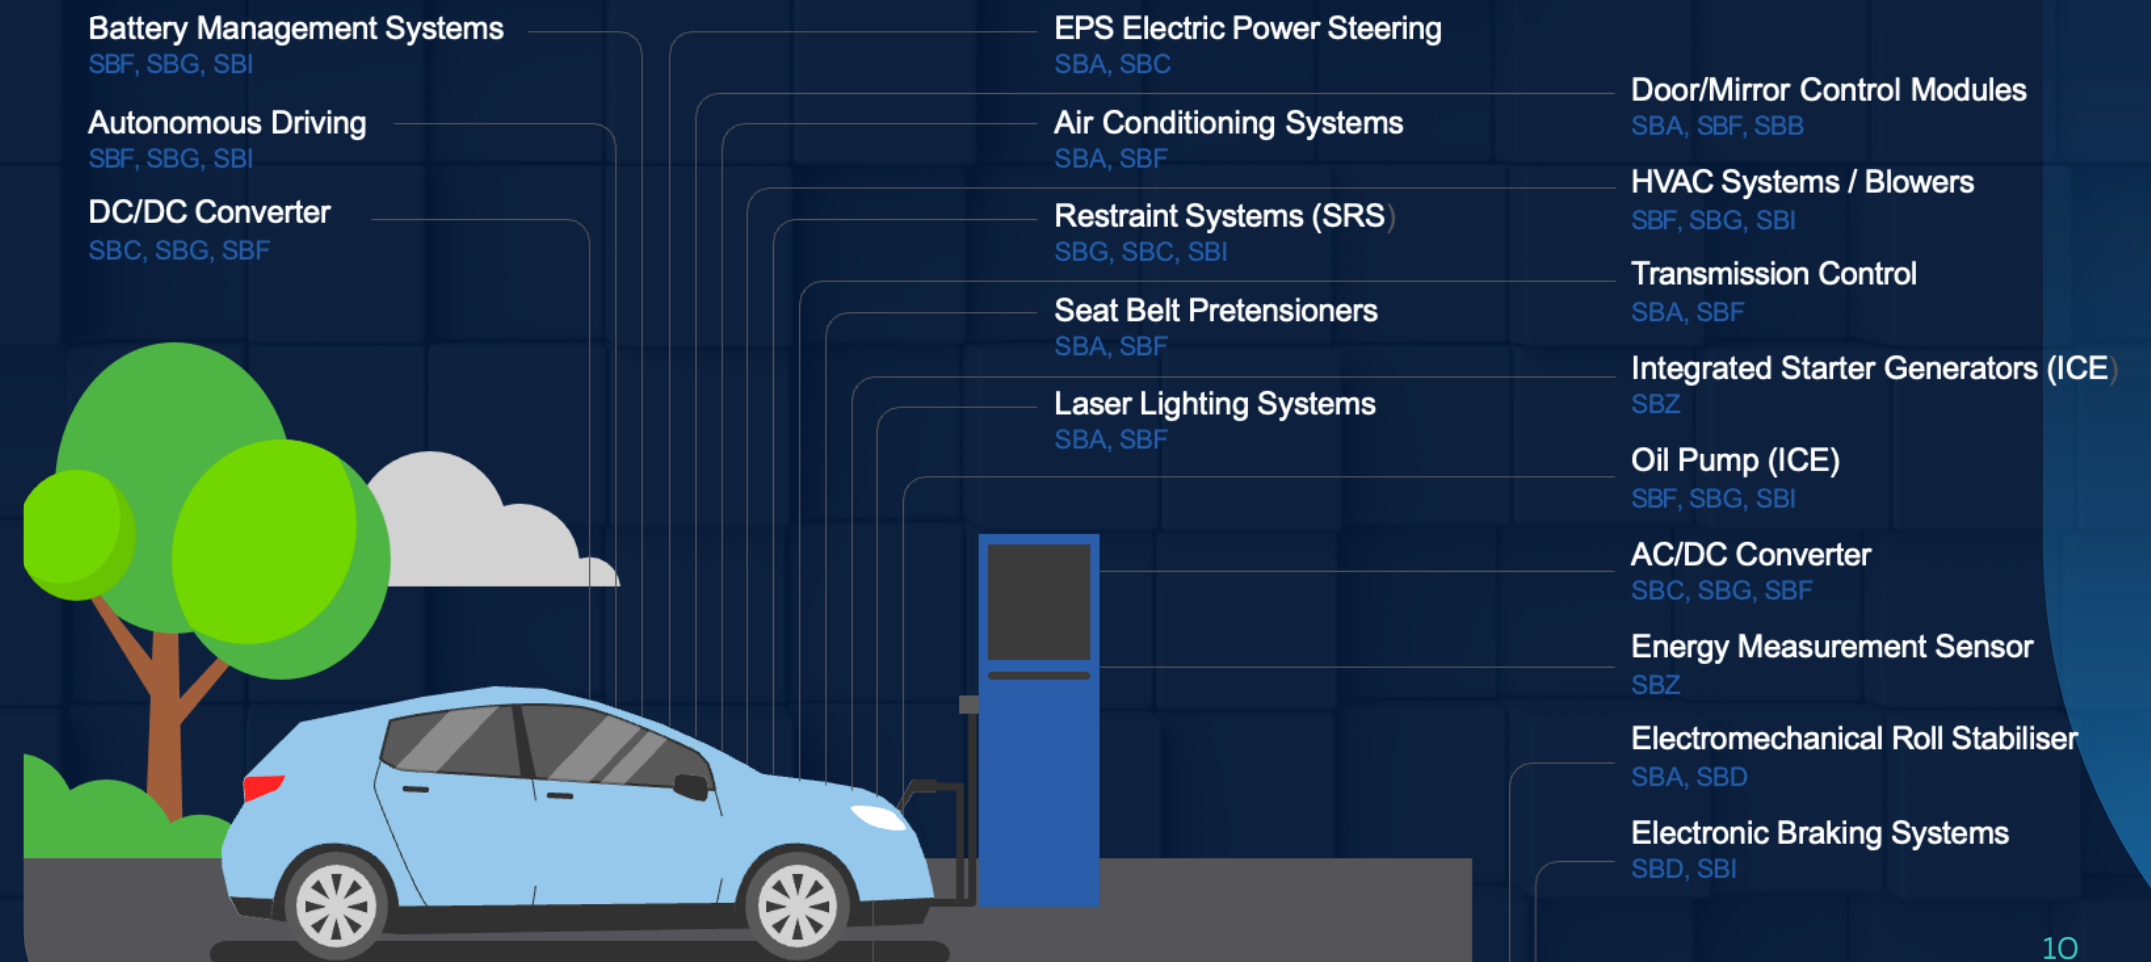 Battery Management Systems
SBF, SBG, SBI
Autonomous Driving
SBF, SBG, SBI
DC/DC Converter
SBC, SBG, SBF
EPS Electric Power Steering
SBA, SBC
Air Conditioning Systems
SBA, SBF
Restraint Systems (SRS)
SBG, SBC, SBI
Seat Belt Pretensioners
SBA, SBF
Laser Lighting Systems
SBA, SBF
Door/Mirror Control Modules
SBA, SBF, SBB
HVAC Systems / Blowers
SBF, SBG, SBI
Transmission Control
SBA, SBF
Integrated Starter Generators (ICE)
SBZ
Oil Pump (ICE)
SBF, SBG, SBI
AC/DC Converter
SBC, SBG, SBF
Energy Measurement Sensor
SBZ
Electromechanical Roll Stabiliser
SBA, SBD
Electronic Braking Systems
SBD, SBI
10